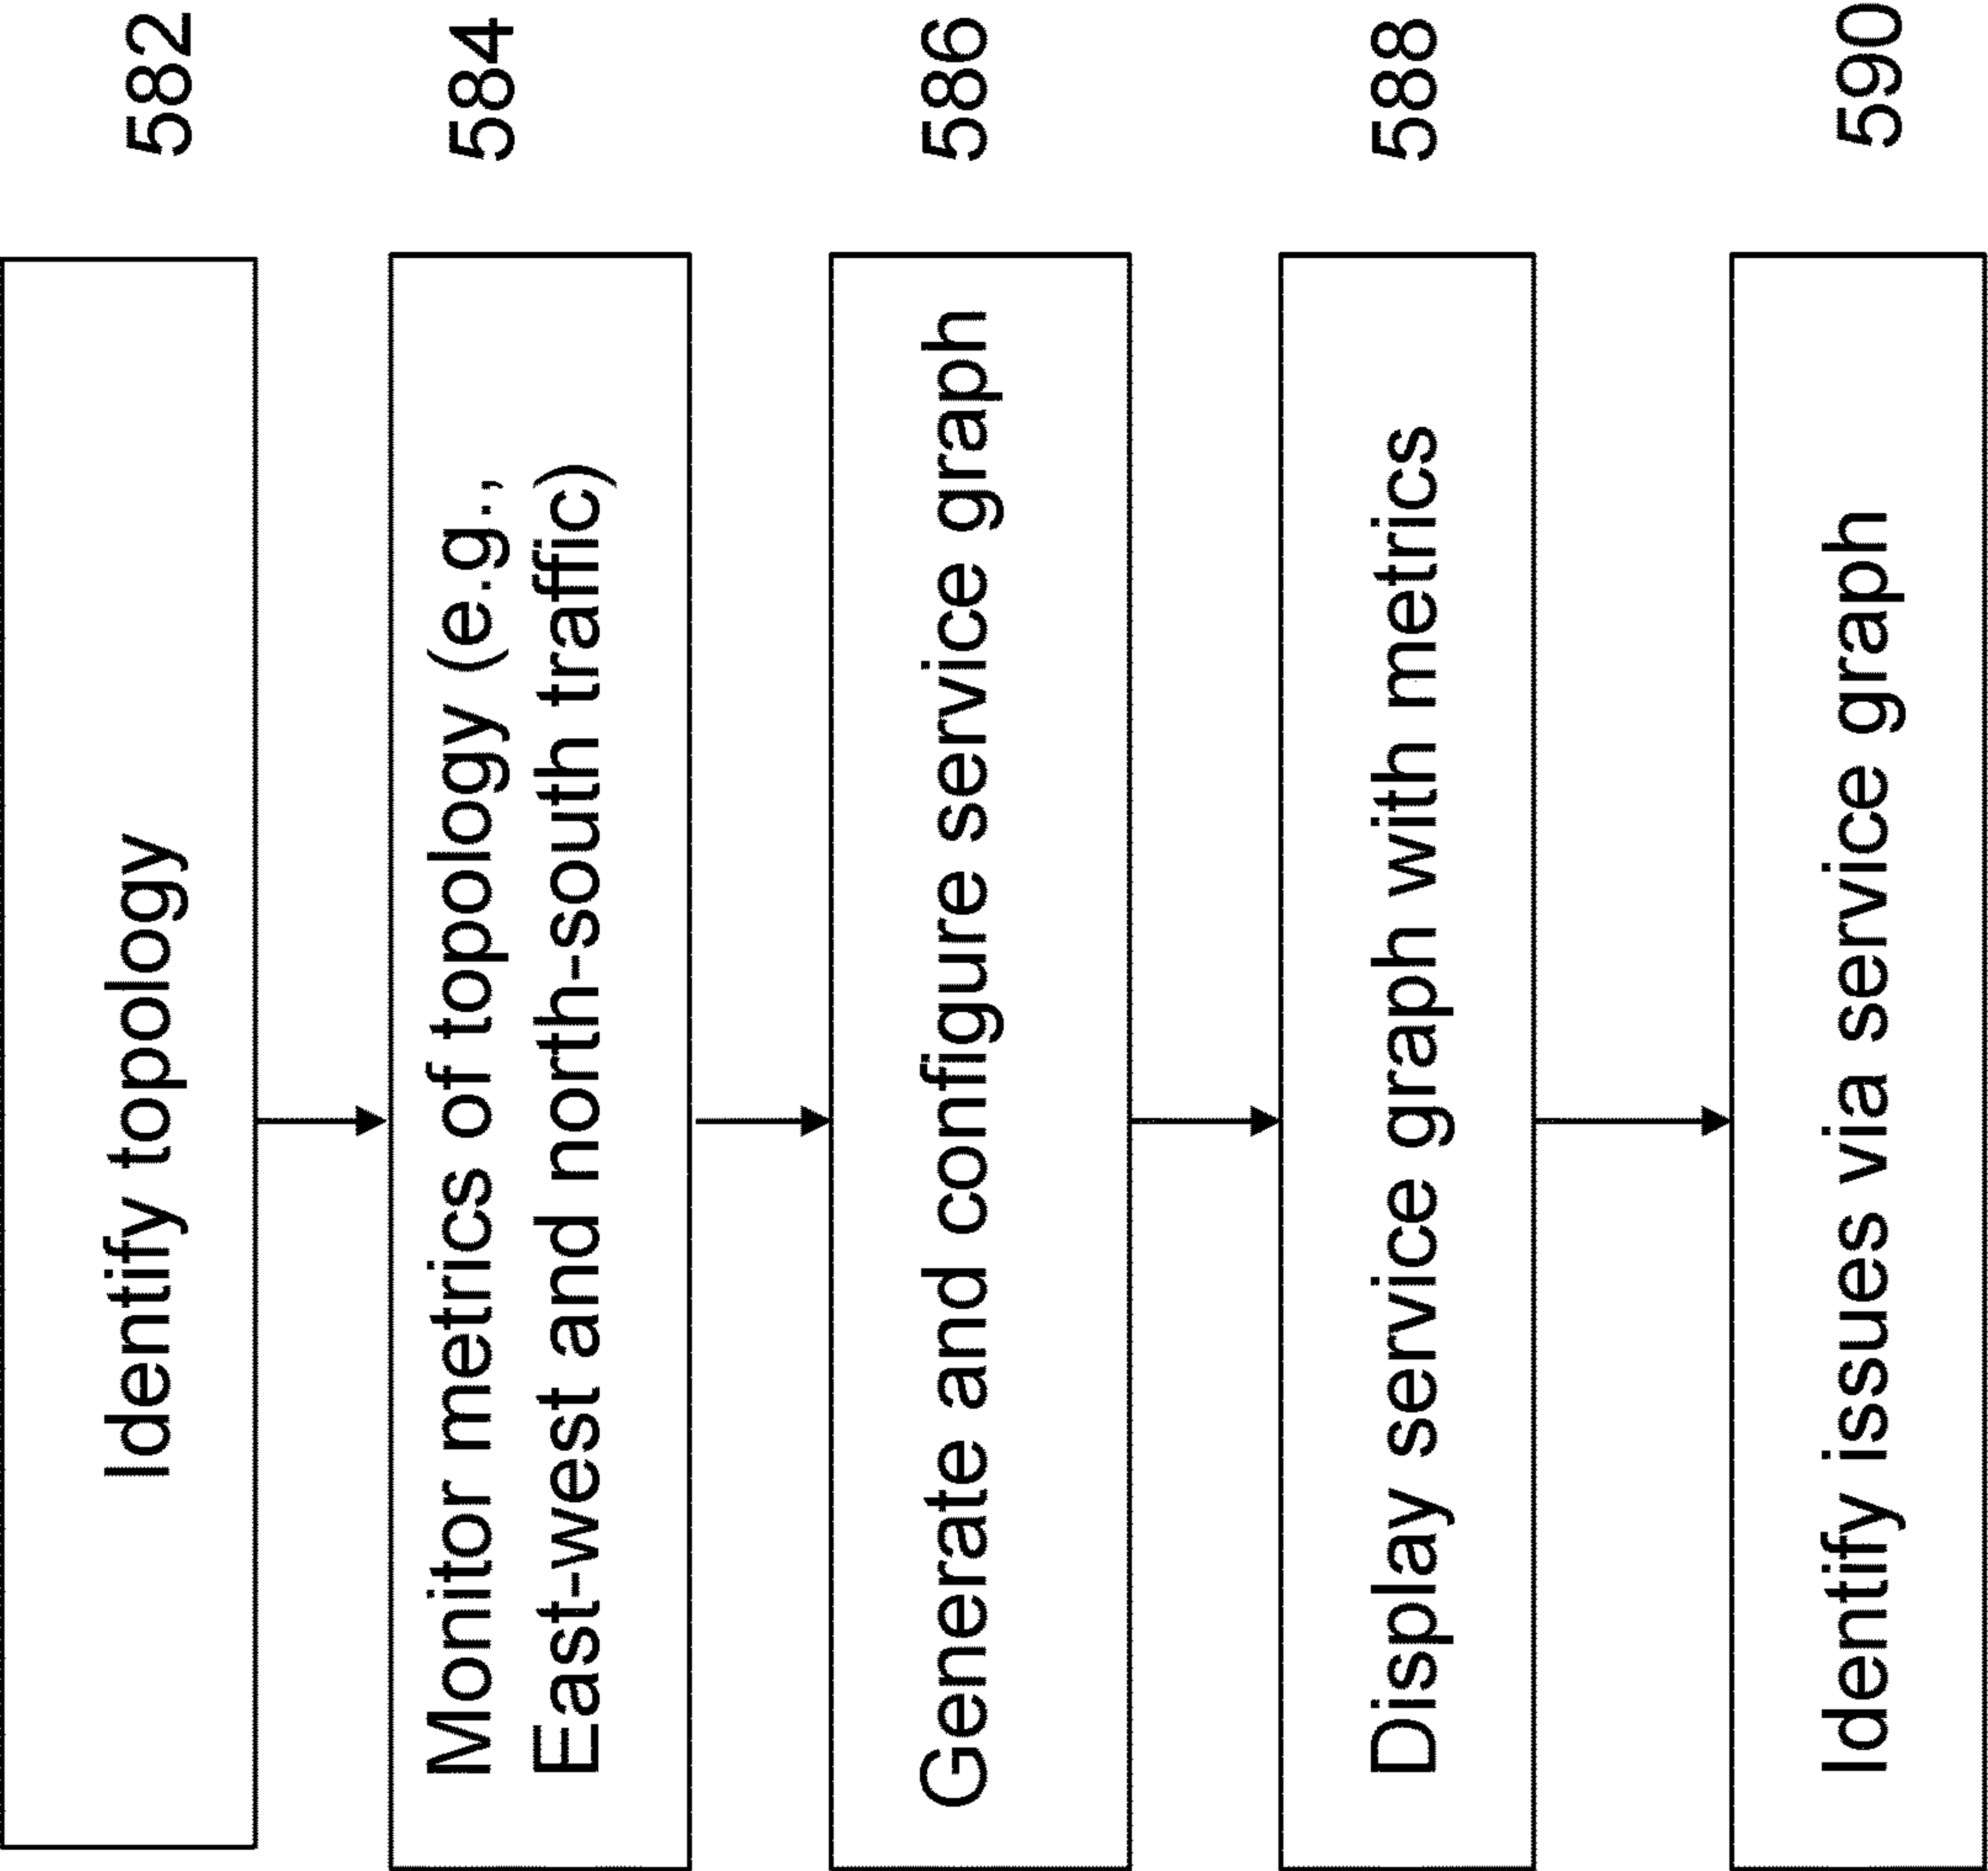 Identify topology
582
Monitor metrics of topology (e.g.,
East-west and north-south traffic)
584
Generate and configure service graph
586
Display service graph with metrics
588
Identify issues via service graph
590